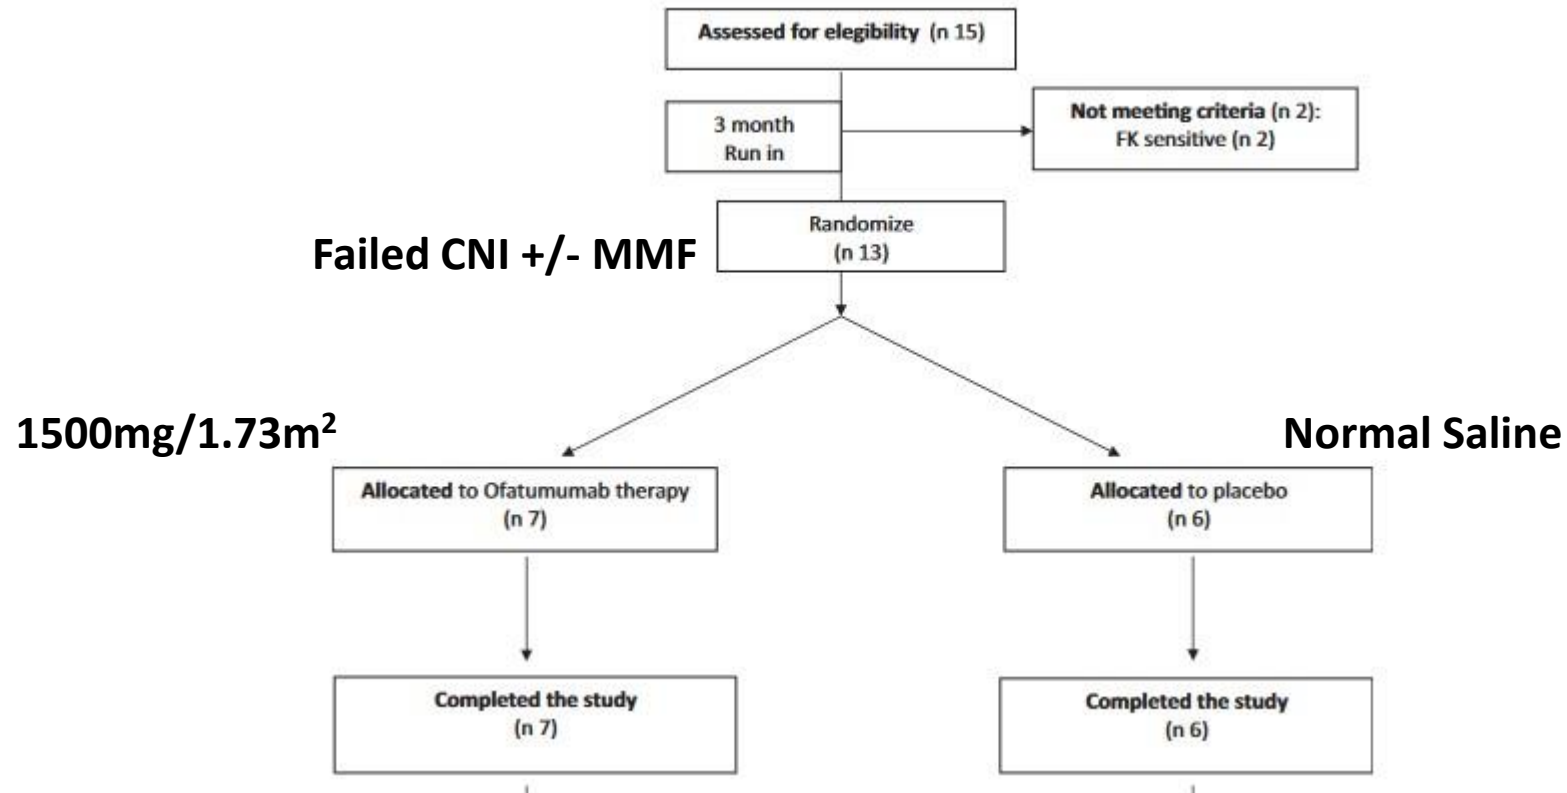 Assessed for elegibility (n 15)
3 month
Run in
Not meeting criteria (n 2):
FK sensitive (n 2)
Randomize
(n 13)
Failed CNI +/- MMF
1500mg/1.73m²
Normal Saline
Allocated to Ofatumumab therapy
(n 7)
Allocated to placebo
(n 6)
Completed the study
(n 7)
Completed the study
(n 6)